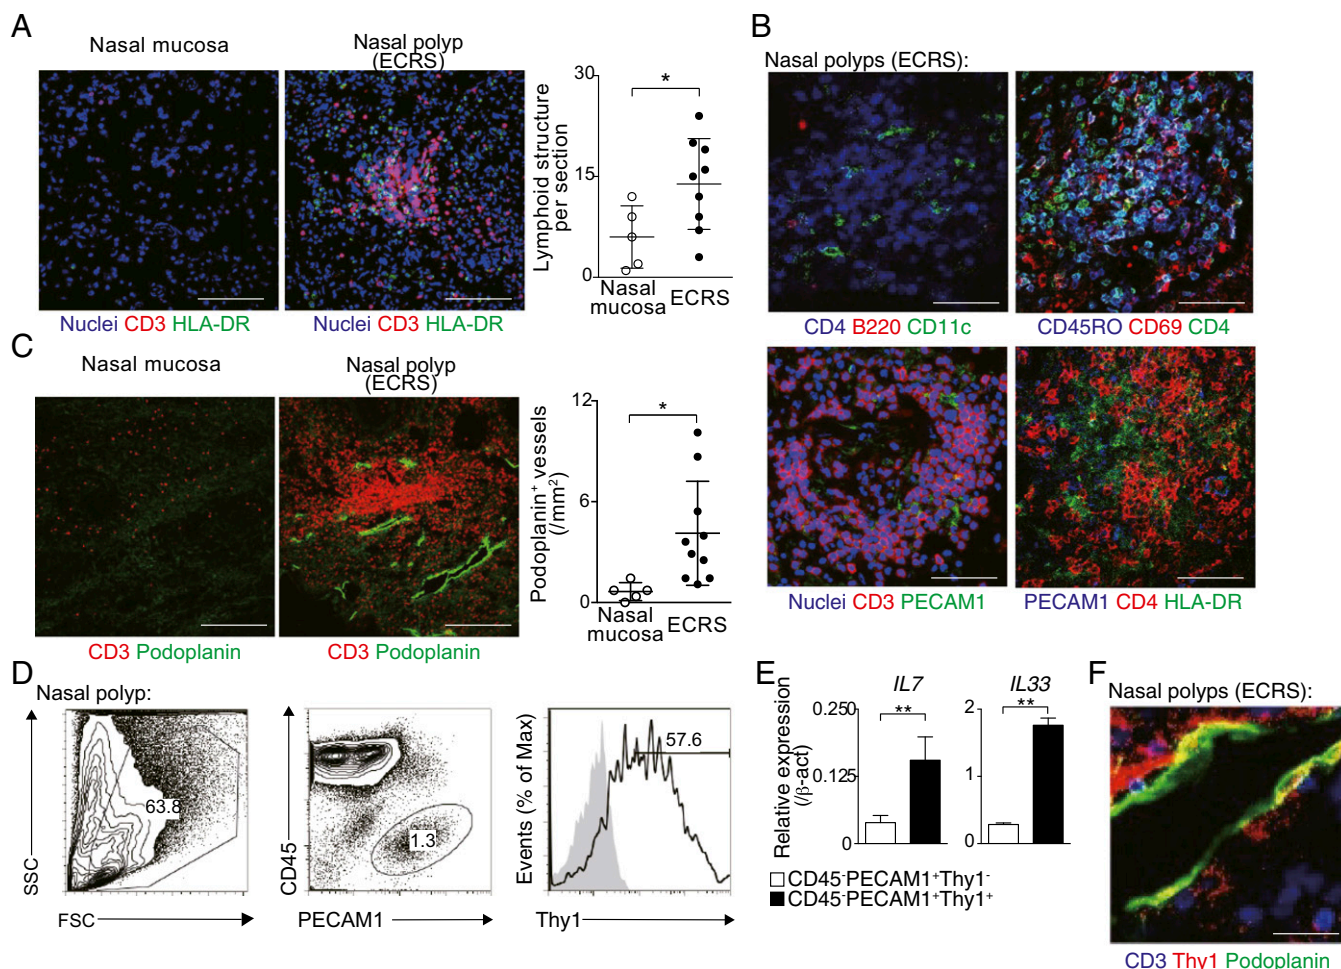 A
Nasal mucosa
Nasal polyp
(ECRS)
Nuclei CD3 HLA-DR
Nuclei CD3 HLA-DR
Lymphoid structure
per section
30
15
0
*
Nasal
mucosa
ECRS
B
Nasal polyps (ECRS):
CD4 B220 CD11c
CD45RO CD69 CD4
Nuclei CD3 PECAM1
PECAM1 CD4 HLA-DR
C
Nasal mucosa
Nasal polyp
(ECRS)
CD3 Podoplanin
CD3 Podoplanin
Podoplanin⁺ vessels
(/mm²)
12
6
0
*
Nasal
mucosa
ECRS
D
Nasal polyp:
SSC
63.8
FSC
CD45
1.3
PECAM1
Events (% of Max)
57.6
Thy1
E
IL7
IL33
Relative expression
(/β-act)
0.250
0.125
0
**
2
1
0
**
CD45⁻PECAM1⁺Thy1⁻
CD45⁻PECAM1⁺Thy1⁺
F
Nasal polyps (ECRS):
CD3 Thy1 Podoplanin